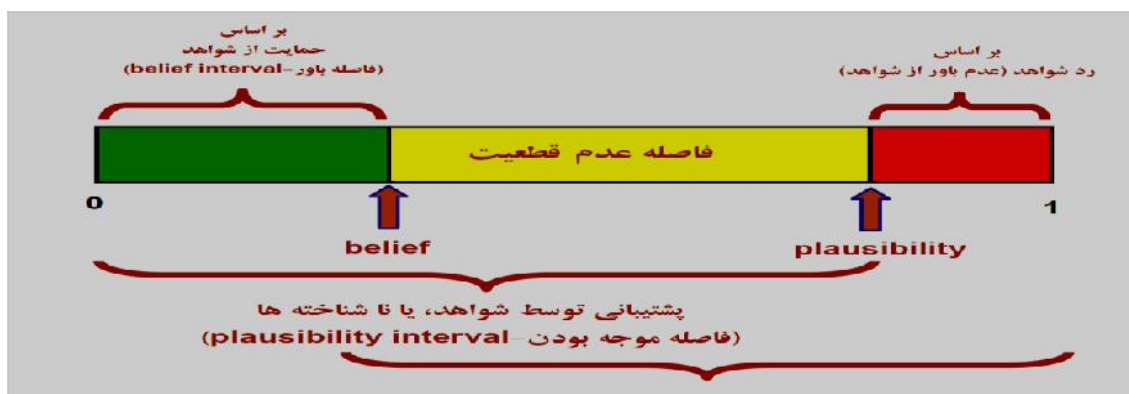 بر اساس
حمایت از شواهد
(فاصله باور-belief interval)
بر اساس
رد شواهد (عدم باور از شواهد)
فاصله عدم قطعیت
0
1
belief
plausibility
پشتیبانی توسط شواهد، یا نا شناخته ها
(فاصله موجه بودن-plausibility interval)